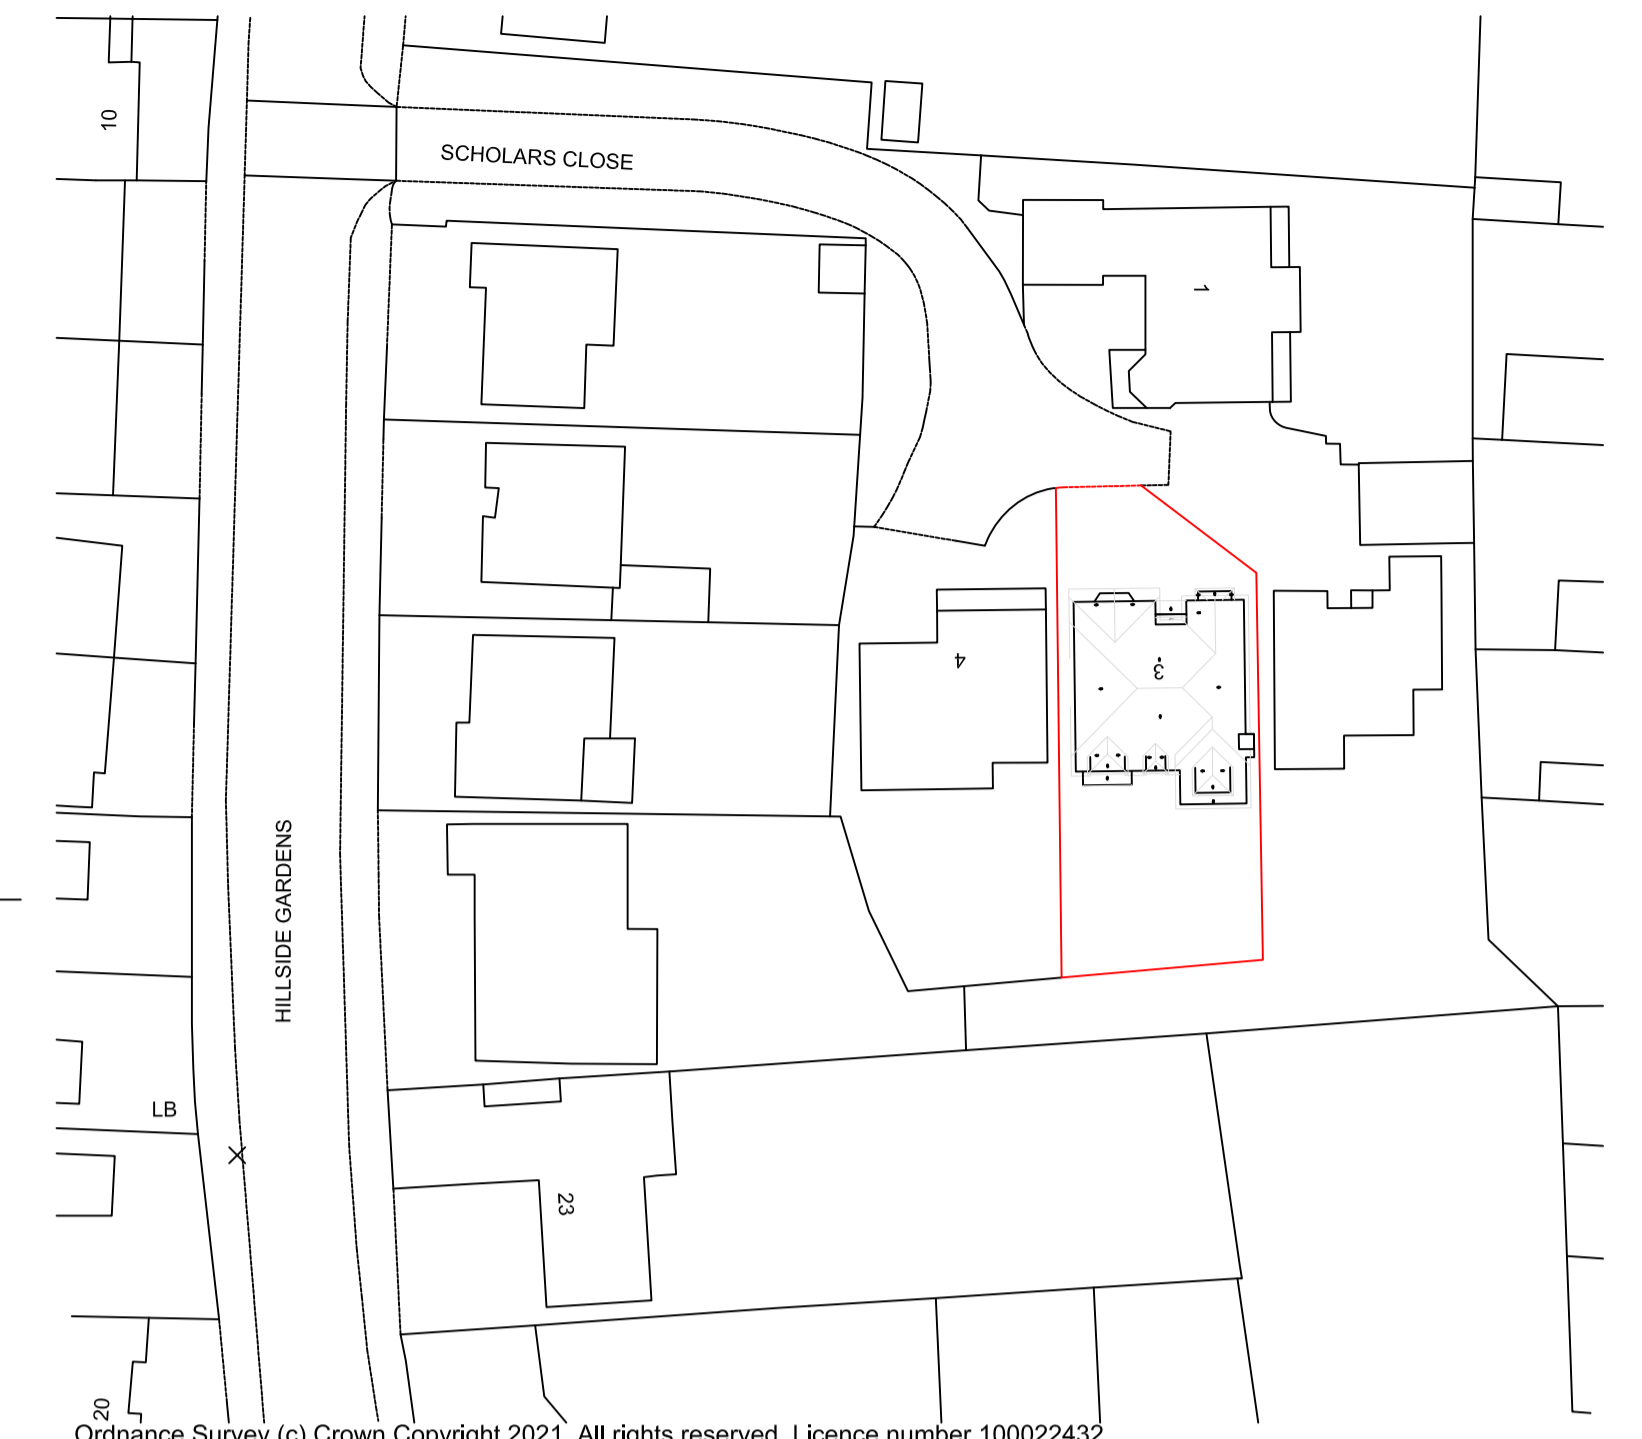 10
SCHOLARS CLOSE
1
4
3
HILLSIDE GARDENS
LB
23
20
Ordnance Survey (c) Crown Copyright 2021. All rights reserved. Licence number 100022432